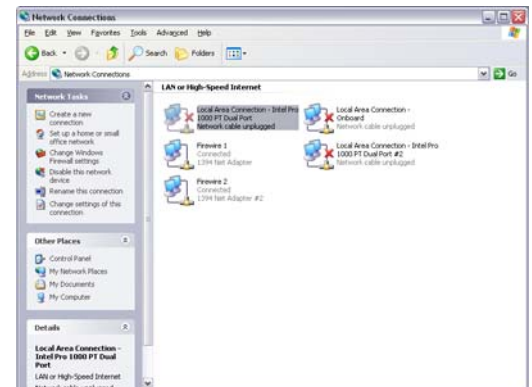 Network Connections
File Edit View Favorites Tools Advanced Help
Back Search Folders
Address Network Connections Go
Network Tasks
Create a new
connection
Set up a home or small
office network
Change Windows
Firewall settings
Disable this network
device
Rename this connection
Change settings of this
connection
Other Places
Control Panel
My Network Places
My Documents
My Computer
Details
Local Area Connection -
Intel Pro 1000 PT Dual
Port
LAN or High-Speed Internet
Network cable unplugged
LAN or High-Speed Internet
Local Area Connection - Intel Pro
1000 PT Dual Port
Network cable unplugged
Local Area Connection -
Onboard
Network cable unplugged
Firewire 1
Connected
1394 Net Adapter
Local Area Connection - Intel Pro
1000 PT Dual Port #2
Network cable unplugged
Firewire 2
Connected
1394 Net Adapter #2